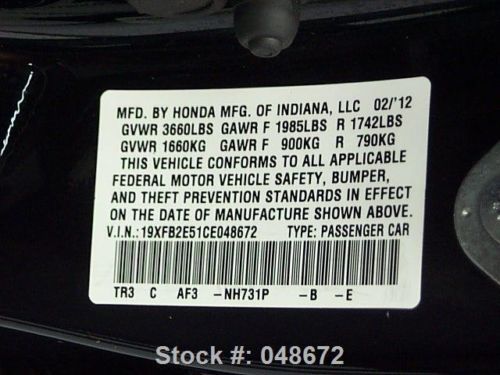 MFD. BY HONDA MFG. OF INDIANA, LLC 02/'12
GVWR 3660LBS GAWR F 1985LBS R 1742LBS
GVWR 1660KG GAWR F 900KG R 790KG
THIS VEHICLE CONFORMS TO ALL APPLICABLE
FEDERAL MOTOR VEHICLE SAFETY, BUMPER,
AND THEFT PREVENTION STANDARDS IN EFFECT
ON THE DATE OF MANUFACTURE SHOWN ABOVE.
V.I.N.:19XFB2E51CE048672 TYPE: PASSENGER CAR
TR3 C AF3 -NH731P -B -E
Stock #: 048672